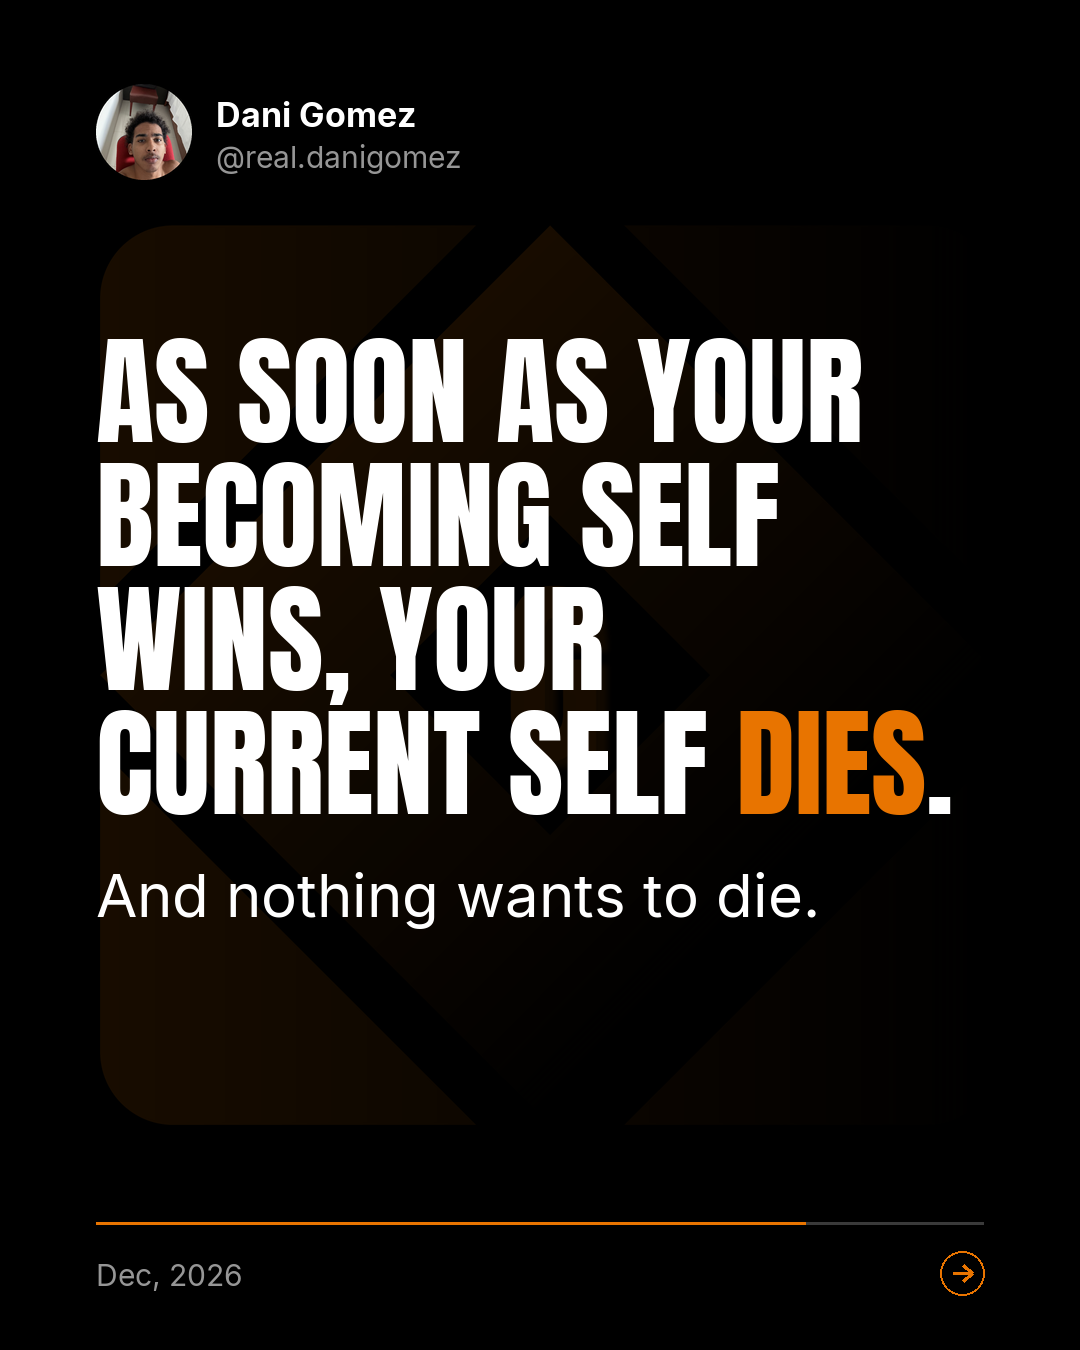 Dani Gomez
@real.danigomez
AS SOON AS YOUR
BECOMING SELF
WINS, YOUR
CURRENT SELF DIES.
And nothing wants to die.
Dec, 2026